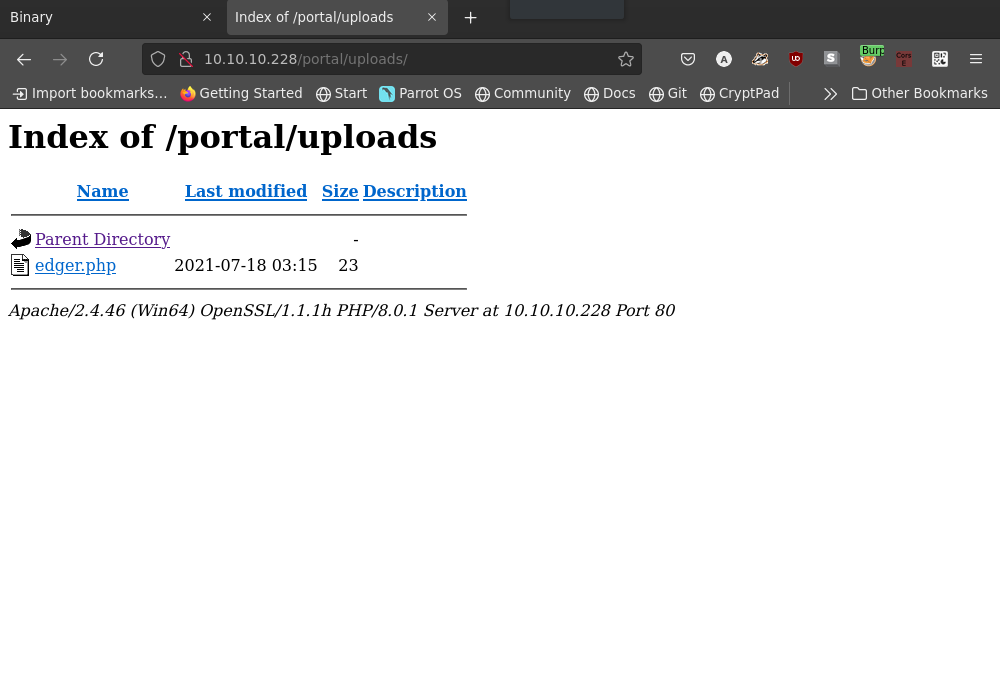 Binary
Index of /portal/uploads
10.10.10.228/portal/uploads/
A
UD
S
Burp
Cors
E
Import bookmarks... Getting Started Start Parrot OS Community Docs Git CryptPad Other Bookmarks
Index of /portal/uploads
Name Last modified Size Description
Parent Directory -
edger.php 2021-07-18 03:15 23
Apache/2.4.46 (Win64) OpenSSL/1.1.1h PHP/8.0.1 Server at 10.10.10.228 Port 80